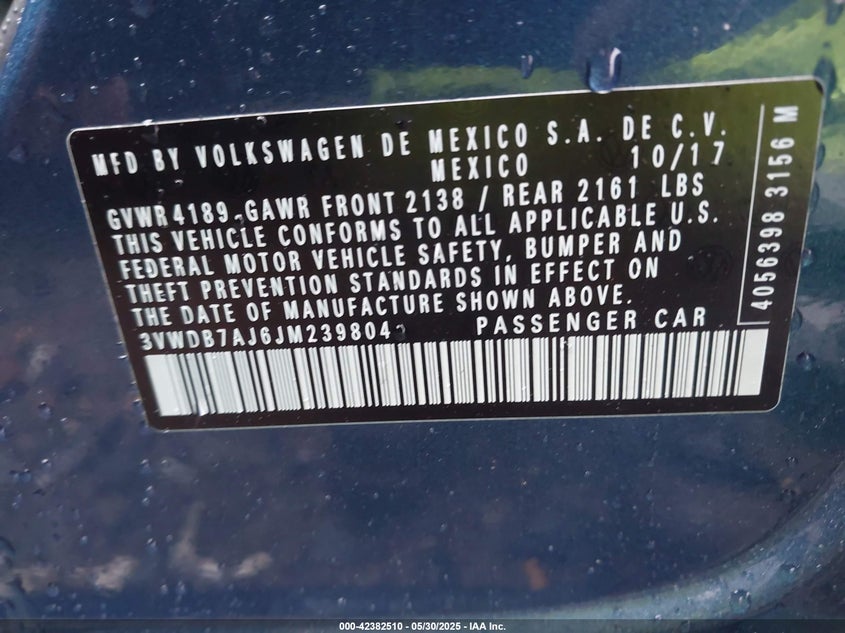 MFD BY VOLKSWAGEN DE MEXICO S.A. DE C.V.
MEXICO 10/17
GVWR 4189 GAWR FRONT 2138 / REAR 2161 LBS
THIS VEHICLE CONFORMS TO ALL APPLICABLE U.S.
FEDERAL MOTOR VEHICLE SAFETY, BUMPER AND
THEFT PREVENTION STANDARDS IN EFFECT ON
THE DATE OF MANUFACTURE SHOWN ABOVE.
3VWDB7AJ6JM239804 PASSENGER CAR
4056398 3156 M
000-42382510 - 05/30/2025 - IAA Inc.